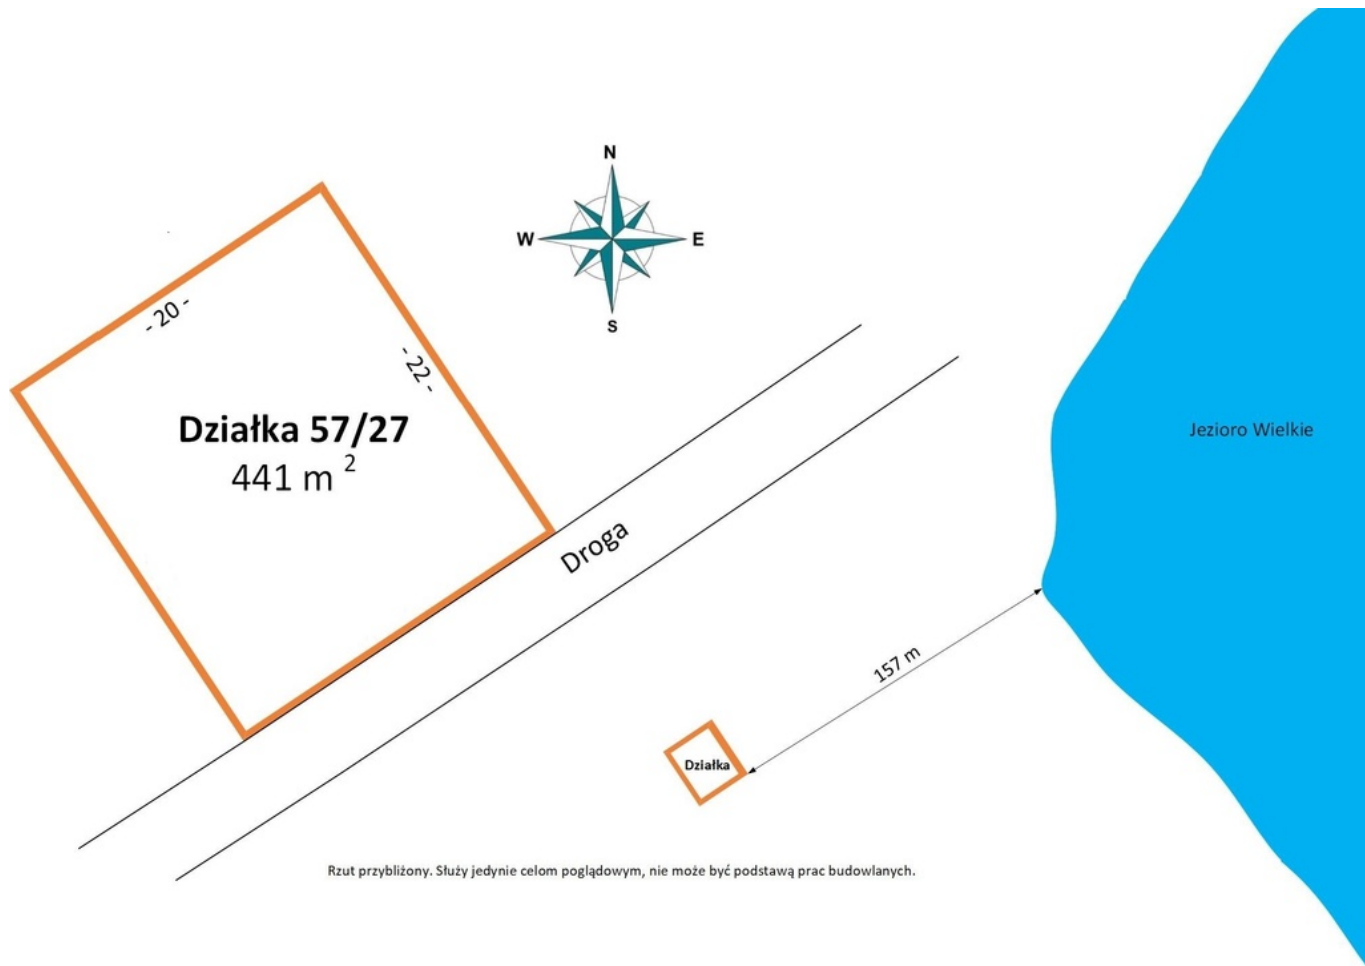 N
W
E
S
- 20 -
- 22 -
Działka 57/27
441 m 2
Jezioro Wielkie
Droga
157 m
Działka
Rzut przybliżony. Służy jedynie celom poglądowym, nie może być podstawą prac budowlanych.